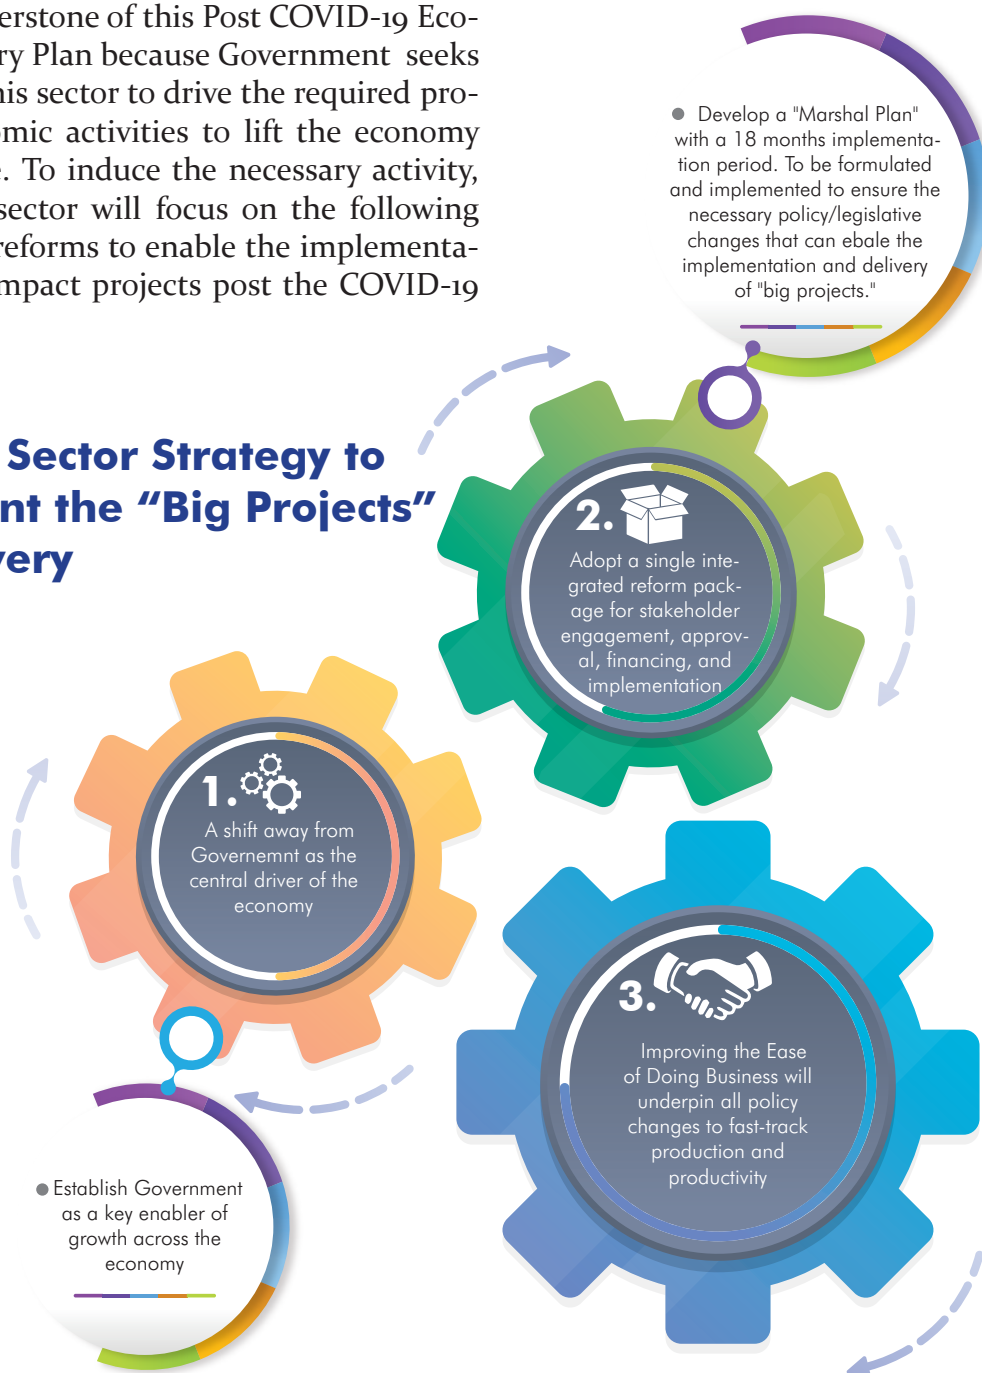 erstone of this Post COVID-19 Eco-
ry Plan because Government seeks
his sector to drive the required pro-
omic activities to lift the economy
e. To induce the necessary activity,
sector will focus on the following
reforms to enable the implementa-
mpact projects post the COVID-19
Sector Strategy to
nt the “Big Projects”
very
Develop a "Marshal Plan"
with a 18 months implementa-
tion period. To be formulated
and implemented to ensure the
necessary policy/legislative
changes that can ebale the
implementation and delivery
of "big projects."
2.
Adopt a single inte-
grated reform pack-
age for stakeholder
engagement, approv-
al, financing, and
implementation
1.
A shift away from
Governemnt as the
central driver of the
economy
3.
Improving the Ease
of Doing Business will
underpin all policy
changes to fast-track
production and
productivity
Establish Government
as a key enabler of
growth across the
economy